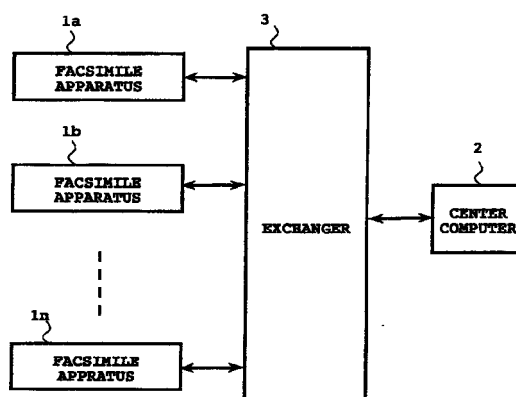 1a
FACSIMILE
APPARATUS
1b
FACSIMILE
APPARATUS
1n
FACSIMILE
APPRATUS
3
EXCHANGER
2
CENTER
COMPUTER